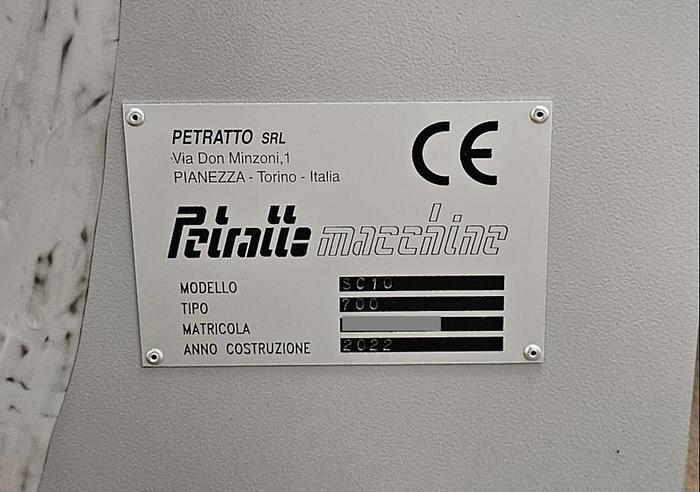 PETRATTO SRL
Via Don Minzoni,1
PIANEZZA - Torino - Italia
CE
Petratto macchine
MODELLO SC10
TIPO 700
MATRICOLA
ANNO COSTRUZIONE 2022